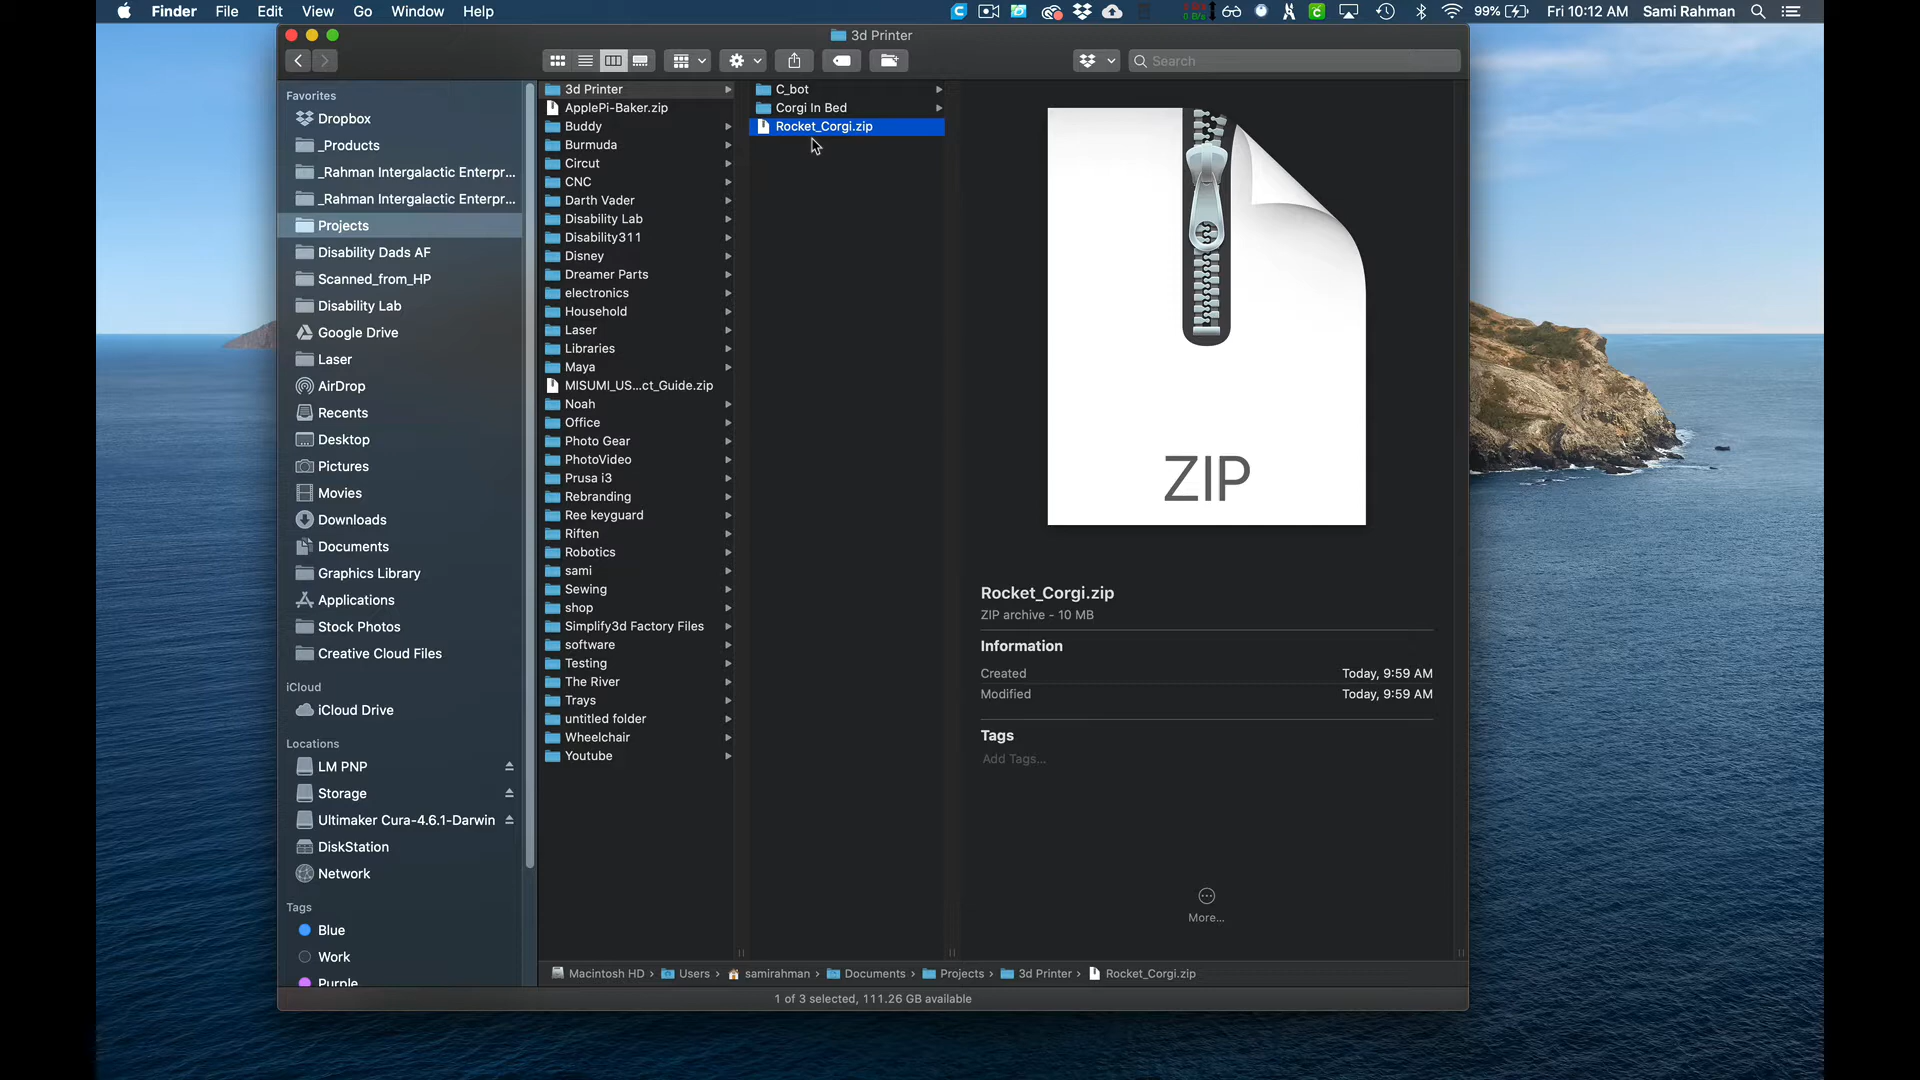 Finder File Edit View Go Window Help 99% Fri 10:12 AM Sami Rahman
3d Printer
Search
Favorites
Dropbox
_Products
_Rahman Intergalactic Enterpr...
_Rahman Intergalactic Enterpr...
Projects
Disability Dads AF
Scanned_from_HP
Disability Lab
Google Drive
Laser
AirDrop
Recents
Desktop
Pictures
Movies
Downloads
Documents
Graphics Library
Applications
Stock Photos
Creative Cloud Files
iCloud
iCloud Drive
Locations
LM PNP
Storage
Ultimaker Cura-4.6.1-Darwin
DiskStation
Network
Tags
Blue
Work
Purple
3d Printer
ApplePi-Baker.zip
Buddy
Burmuda
Circut
CNC
Darth Vader
Disability Lab
Disability311
Disney
Dreamer Parts
electronics
Household
Laser
Libraries
Maya
MISUMI_US...ct_Guide.zip
Noah
Office
Photo Gear
PhotoVideo
Prusa i3
Rebranding
Ree keyguard
Riften
Robotics
sami
Sewing
shop
Simplify3d Factory Files
software
Testing
The River
Trays
untitled folder
Wheelchair
Youtube
C_bot
Corgi In Bed
Rocket_Corgi.zip
ZIP
Rocket_Corgi.zip
ZIP archive - 10 MB
Information
Created Today, 9:59 AM
Modified Today, 9:59 AM
Tags
Add Tags...
More...
Macintosh HD › Users › samirahman › Documents › Projects › 3d Printer › Rocket_Corgi.zip
1 of 3 selected, 111.26 GB available